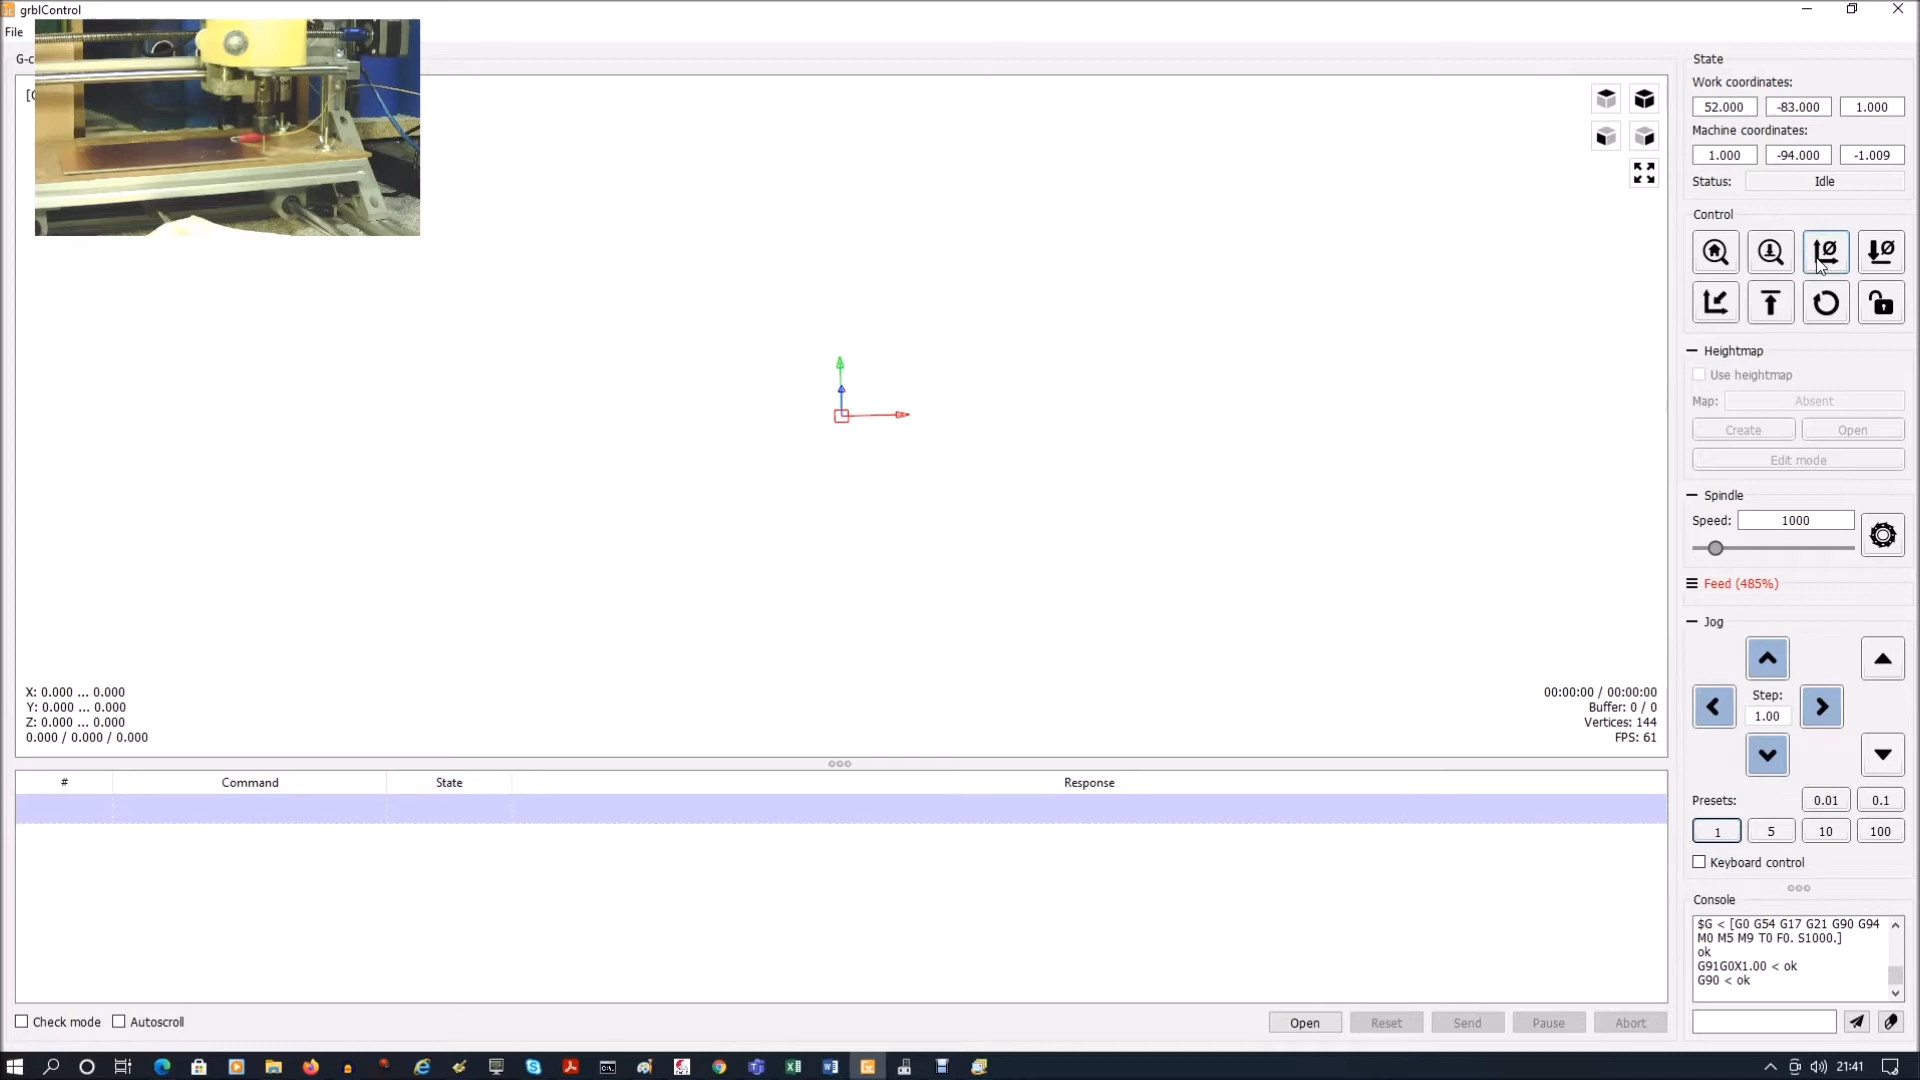 grblControl
File
G-c
State
Work coordinates:
52.000 -83.000 1.000
Machine coordinates:
1.000 -94.000 -1.009
Status: Idle
Control
Heightmap
Use heightmap
Map: Absent
Create Open
Edit mode
Spindle
Speed: 1000
Feed (485%)
Jog
Step:
1.00
Presets: 0.01 0.1
1 5 10 100
Keyboard control
Console
$G < [G0 G54 G17 G21 G90 G94
M0 M5 M9 T0 F0. S1000.]
ok
G91G0X1.00 < ok
G90 < ok
X: 0.000 ... 0.000
Y: 0.000 ... 0.000
Z: 0.000 ... 0.000
0.000 / 0.000 / 0.000
00:00:00 / 00:00:00
Buffer: 0 / 0
Vertices: 144
FPS: 61
# Command State Response
Check mode Autoscroll
Open Reset Send Pause Abort
21:41